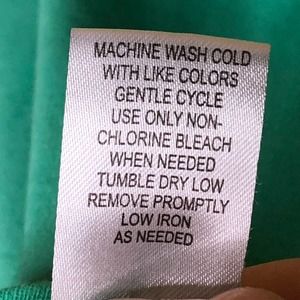 MACHINE WASH COLD
WITH LIKE COLORS
GENTLE CYCLE
USE ONLY NON-
CHLORINE BLEACH
WHEN NEEDED
TUMBLE DRY LOW
REMOVE PROMPTLY
LOW IRON
AS NEEDED